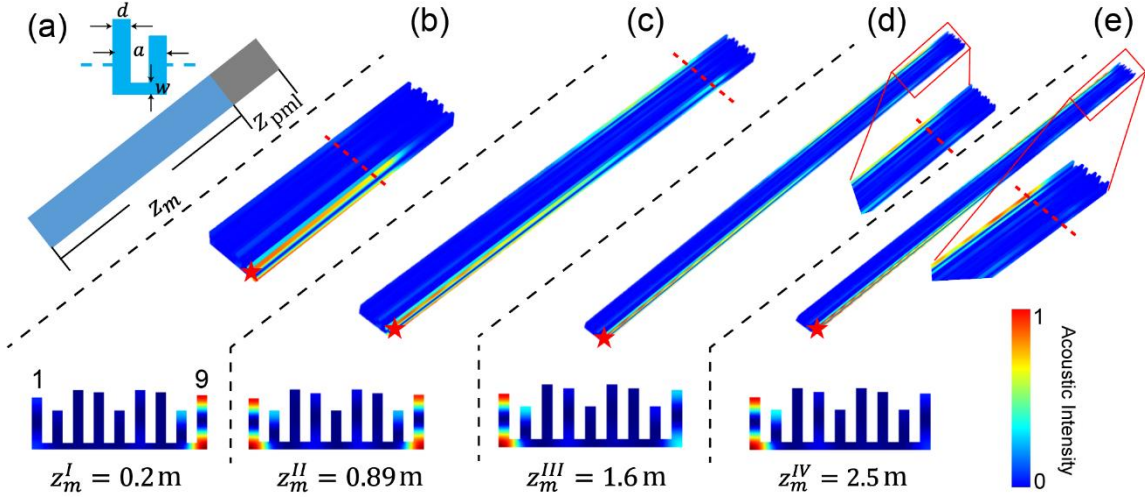 (a)
(b)
(c)
(d)
(e)
d
a
w
z_pml
z_m
1
9
z_m^I = 0.2 m
z_m^II = 0.89 m
z_m^III = 1.6 m
z_m^IV = 2.5 m
1
0
Acoustic Intensity